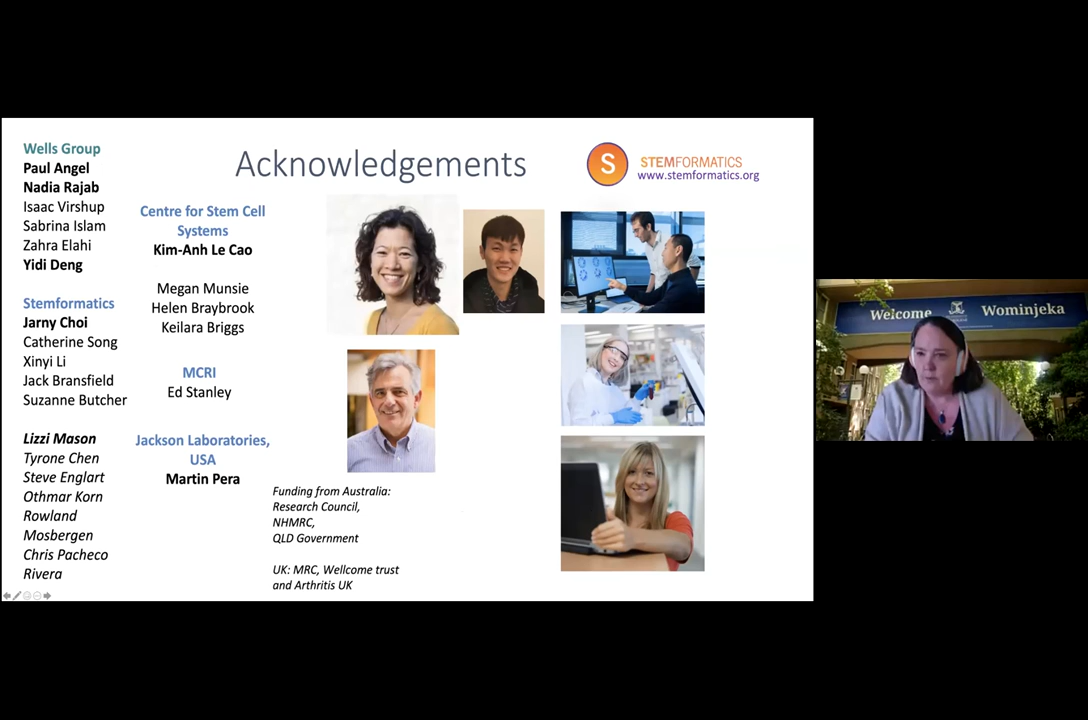 Acknowledgements
Wells Group
Paul Angel
Nadia Rajab
Isaac Virshup
Sabrina Islam
Zahra Elahi
Yidi Deng
Stemformatics
Jarny Choi
Catherine Song
Xinyi Li
Jack Bransfield
Suzanne Butcher
Lizzi Mason
Tyrone Chen
Steve Englart
Othmar Korn
Rowland
Mosbergen
Chris Pacheco
Rivera
Centre for Stem Cell
Systems
Kim-Anh Le Cao
Megan Munsie
Helen Braybrook
Keilara Briggs
MCRI
Ed Stanley
Jackson Laboratories,
USA
Martin Pera
Funding from Australia:
Research Council,
NHMRC,
QLD Government
UK: MRC, Wellcome trust
and Arthritis UK
S
STEMFORMATICS
www.stemformatics.org
Welcome
Wominjeka